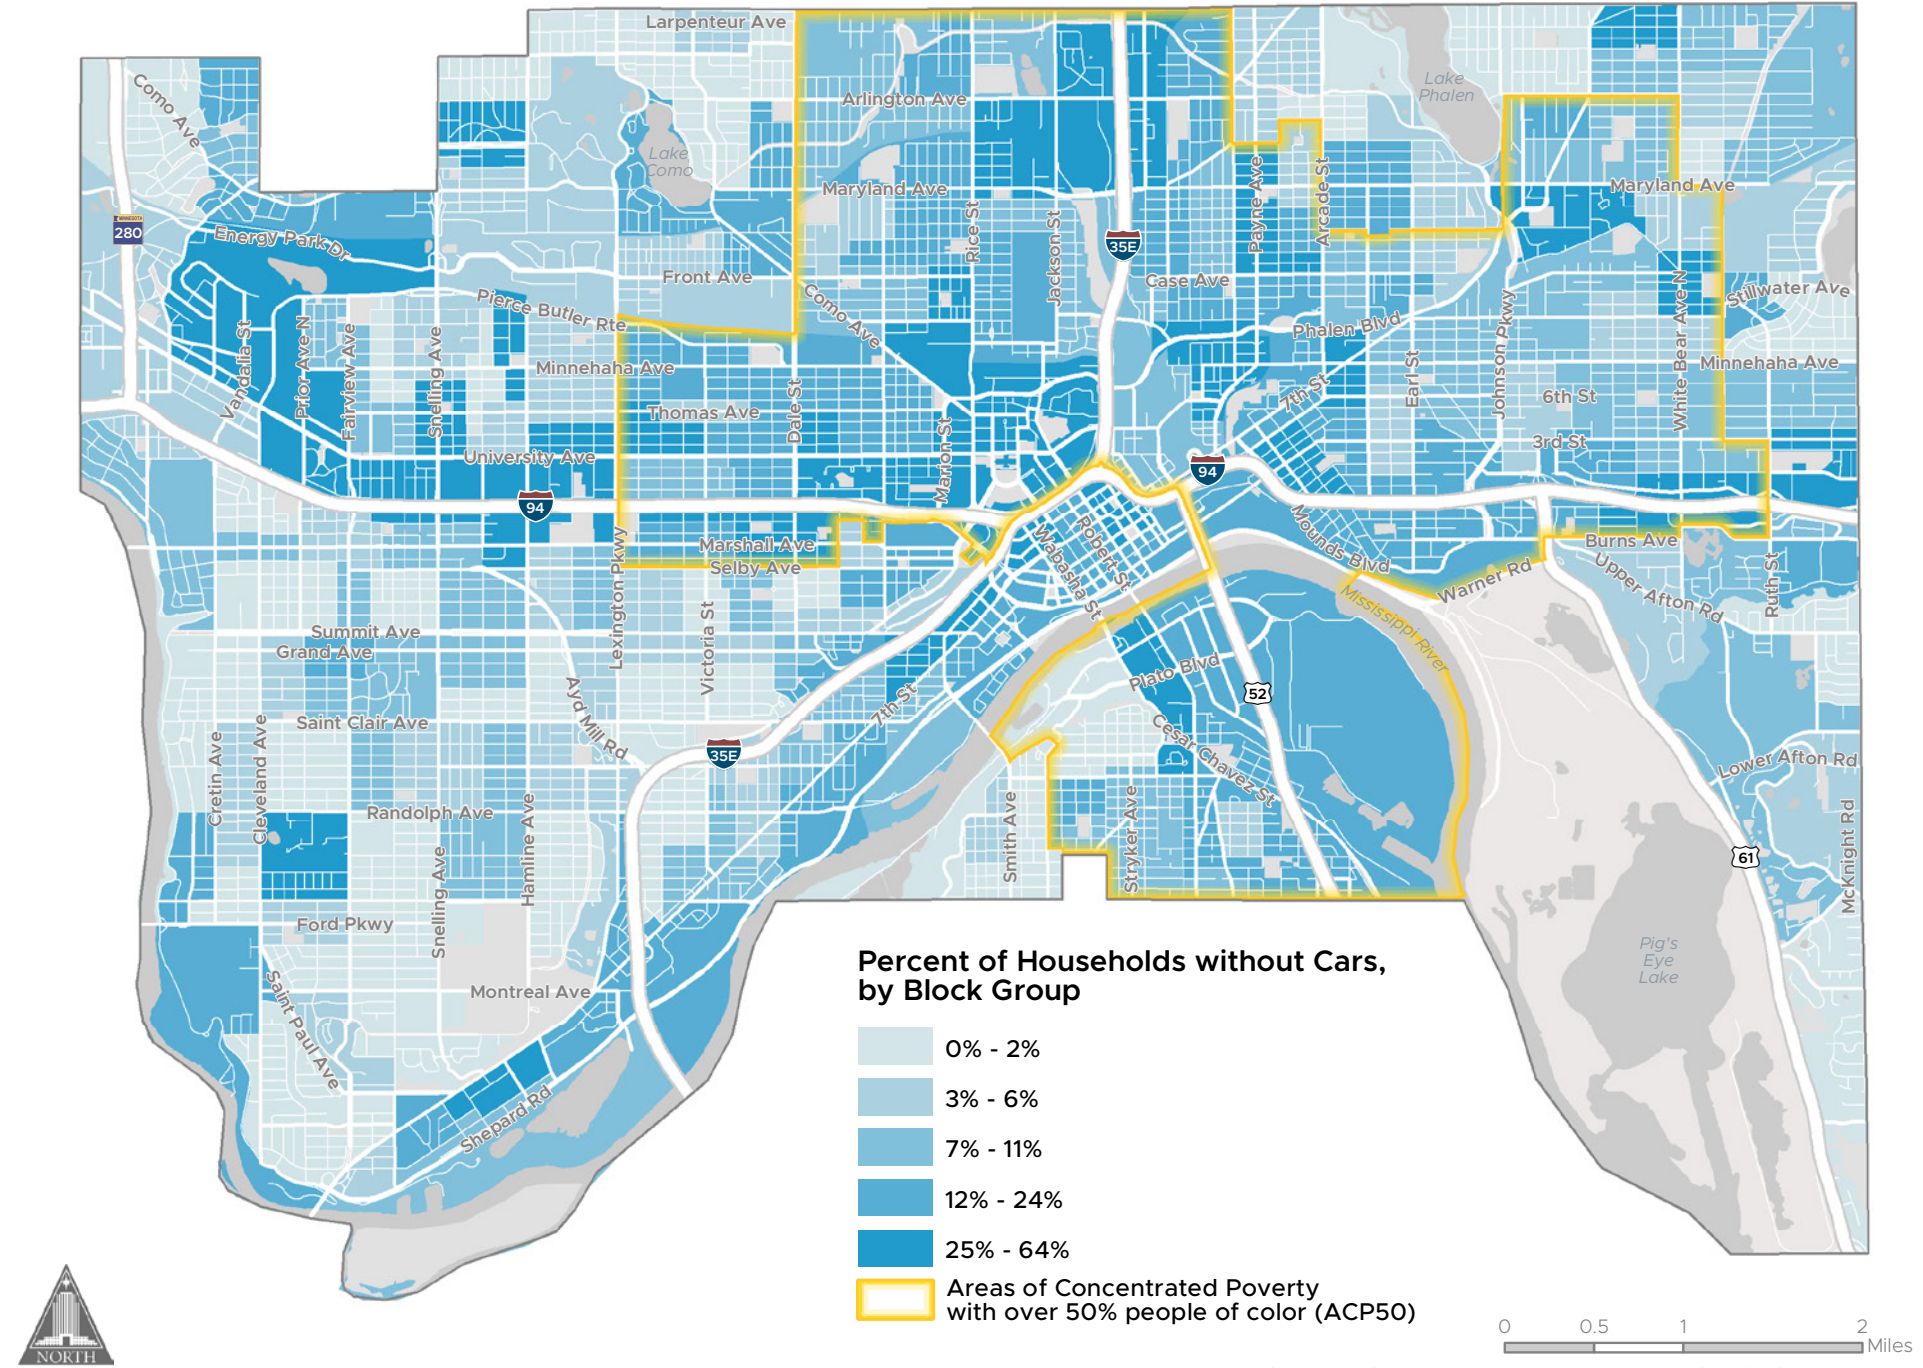 Larpenteur Ave
Como Ave
Arlington Ave
Lake
Phalen
Lake
Como
Maryland Ave
Maryland Ave
MINNESOTA
280
Energy Park Dr
Rice St
Jackson St
35E
Payne Ave
Arcade St
Front Ave
Case Ave
Pierce Butler Rte
Como Ave
Phalen Blvd
Stillwater Ave
Vandalia St
Prior Ave N
Fairview Ave
Snelling Ave
Minnehaha Ave
Minnehaha Ave
Earl St
Johnson Pkwy
White Bear Ave N
Thomas Ave
Dale St
7th St
6th St
3rd St
University Ave
Marion St
94
94
Lexington Pkwy
Marshall Ave
Selby Ave
Wabasha St
Robert St
Mounds Blvd
Burns Ave
Warner Rd
Upper Afton Rd
Ruth St
Mississippi River
Summit Ave
Grand Ave
Victoria St
Ayd Mill Rd
7th St
Plato Blvd
52
Saint Clair Ave
35E
Cesar Chavez St
Lower Afton Rd
Cretin Ave
Cleveland Ave
Randolph Ave
Snelling Ave
Hamline Ave
Smith Ave
Stryker Ave
61
McKnight Rd
Ford Pkwy
Saint Paul Ave
Montreal Ave
Shepard Rd
Pig's
Eye
Lake
Percent of Households without Cars,
by Block Group
0% - 2%
3% - 6%
7% - 11%
12% - 24%
25% - 64%
Areas of Concentrated Poverty
with over 50% people of color (ACP50)
0 0.5 1 2
Miles
NORTH